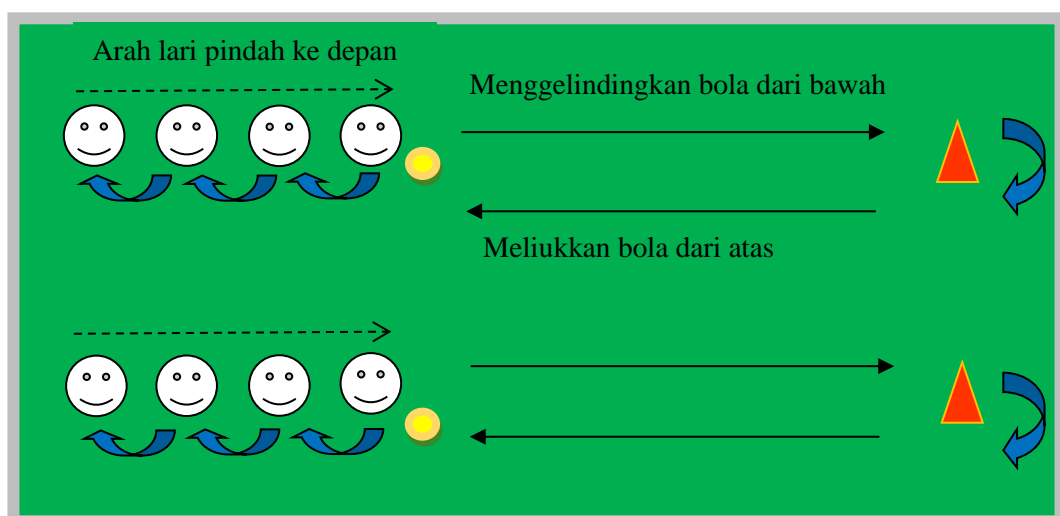 Arah lari pindah ke depan
Menggelindingkan bola dari bawah
Meliukkan bola dari atas